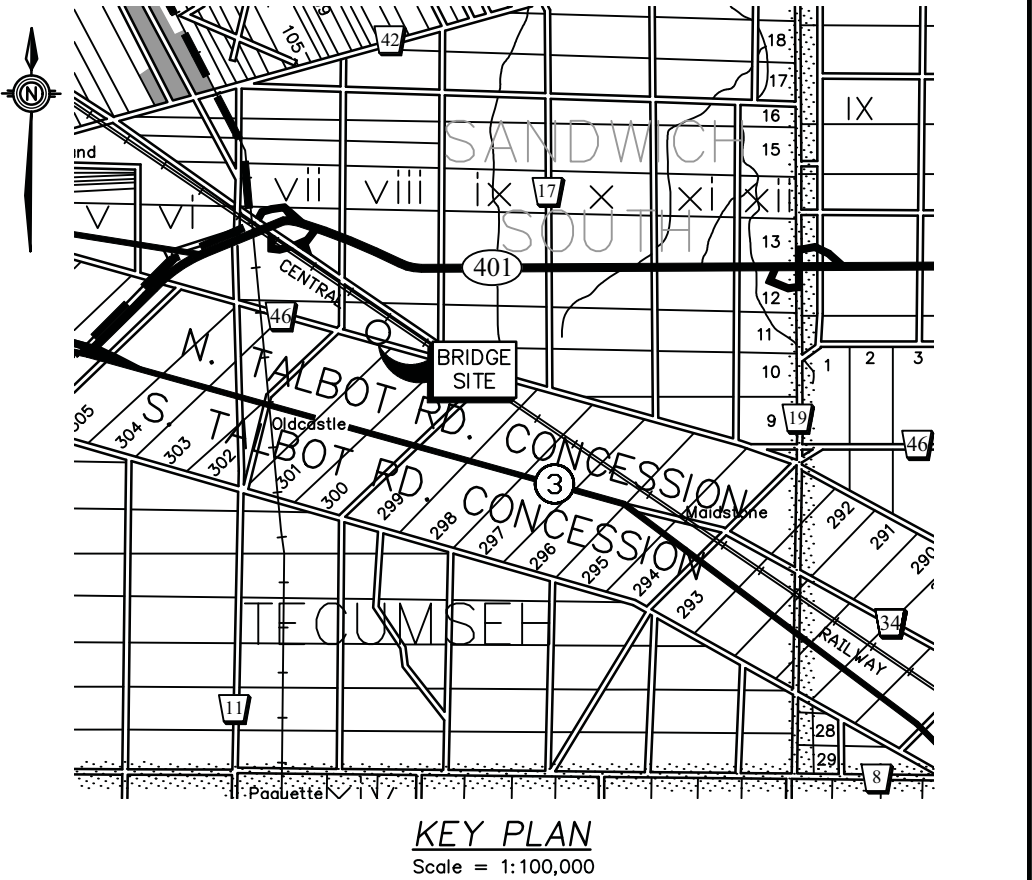 18
105
42
17
16
IX
15
SANDWICH
N
vii
viii
ix
17
x
xi
xii
v
vi
SOUTH
13
401
CENTRAL
12
46
11
BRIDGE
SITE
1
2
3
10
N. TALBOT RD. CONCESSION
9
19
46
Oldcastle
S. TALBOT RD. CONCESSION
304
303
302
301
300
299
3
298
297
296
295
294
293
Maidstone
292
291
290
TECUMSEH
34
RAILWAY
11
28
29
8
Paquette
KEY PLAN
Scale = 1:100,000